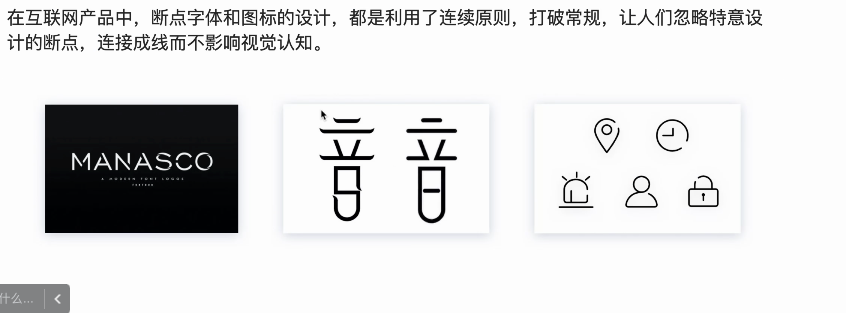 在互联网产品中，断点字体和图标的设计，都是利用了连续原则，打破常规，让人们忽略特意设
计的断点，连接成线而不影响视觉认知。
MANASCO
A MODERN FONT LOGOS
音 音
什么...